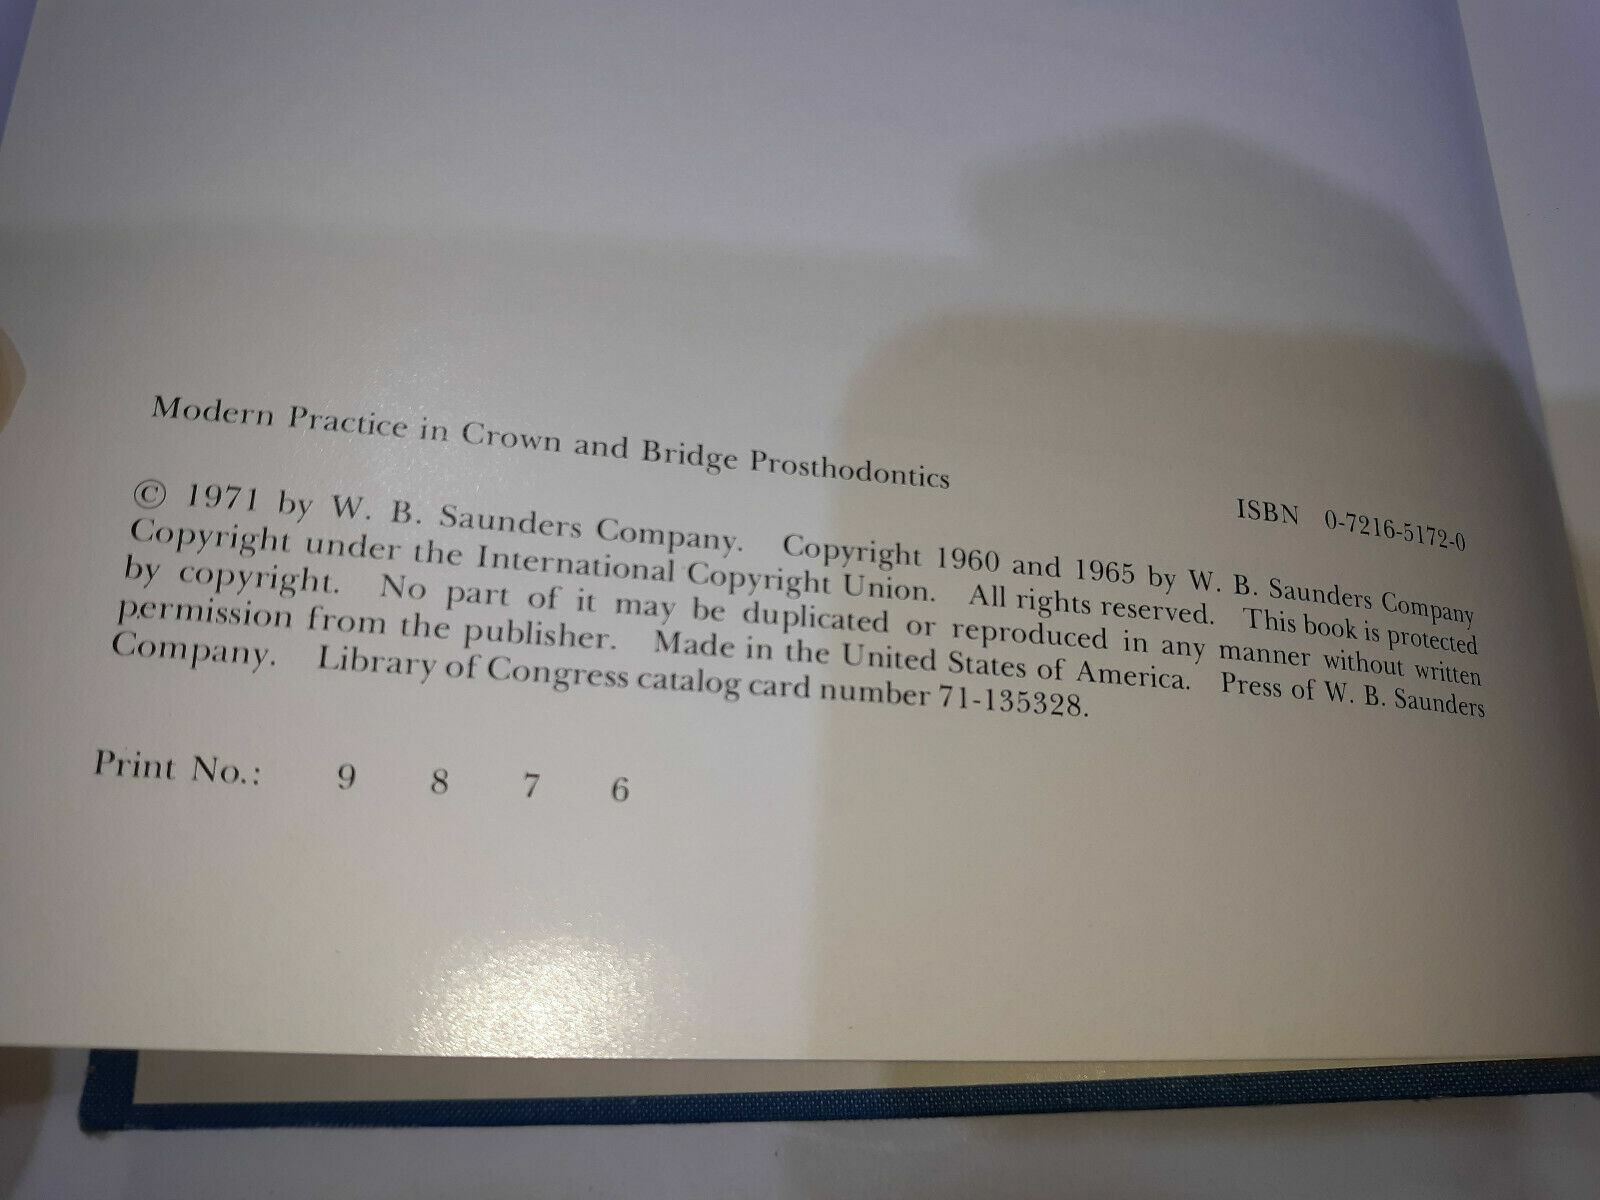 Modern Practice in Crown and Bridge Prosthodontics
ISBN 0-7216-5172-0
© 1971 by W. B. Saunders Company. Copyright 1960 and 1965 by W. B. Saunders Company
Copyright under the International Copyright Union. All rights reserved. This book is protected
by copyright. No part of it may be duplicated or reproduced in any manner without written
permission from the publisher. Made in the United States of America. Press of W. B. Saunders
Company. Library of Congress catalog card number 71-135328.
Print No.: 9 8 7 6